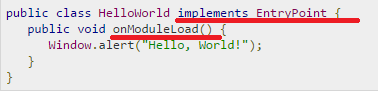 public class HelloWorld implements EntryPoint {
public void onModuleLoad() {
Window.alert("Hello, World!");
}
}